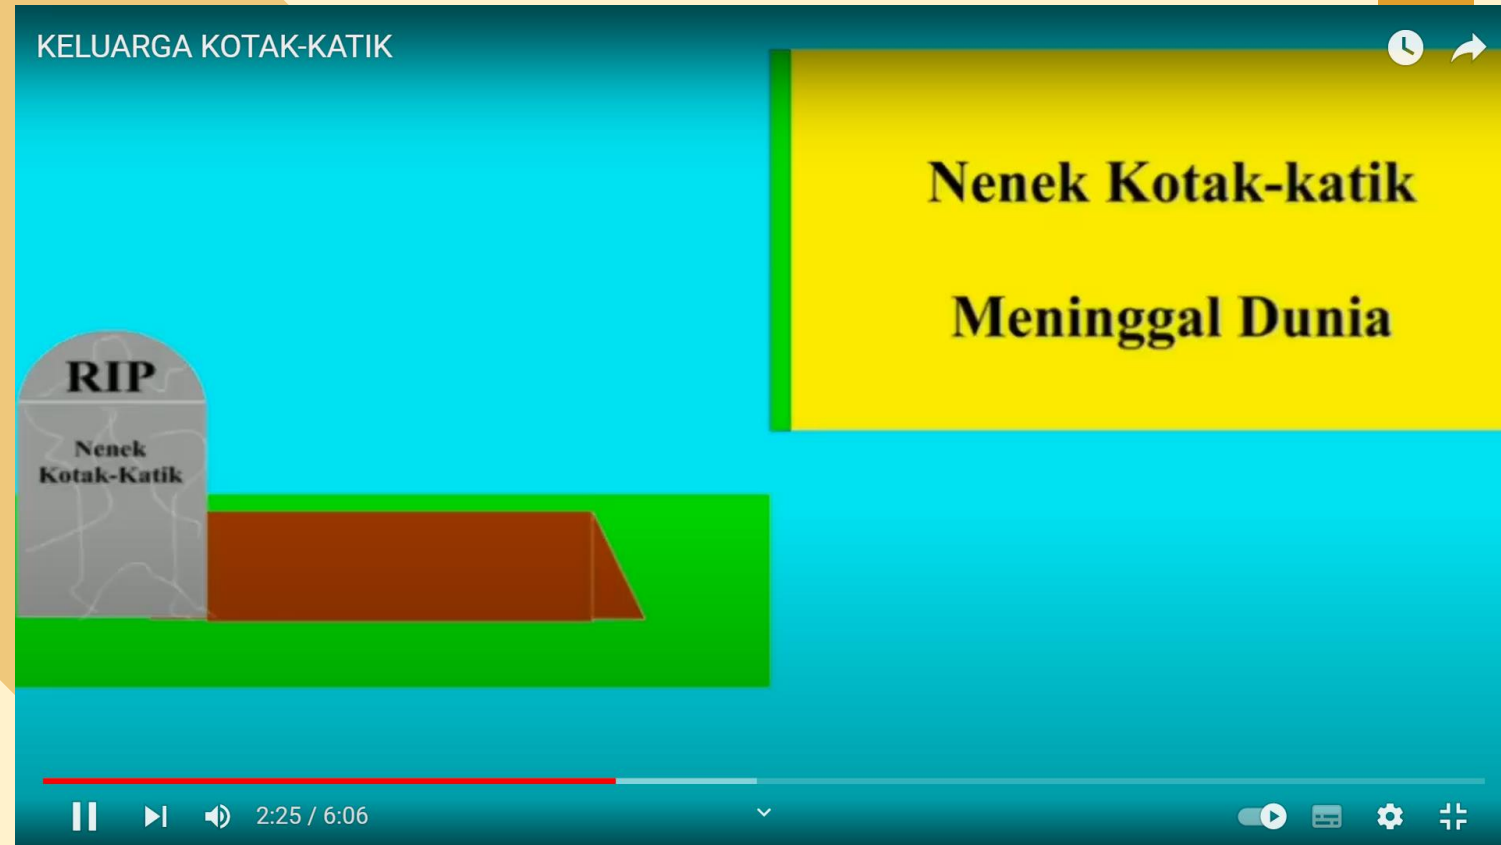 KELUARGA KOTAK-KATIK
Nenek Kotak-katik
Meninggal Dunia
RIP
Nenek
Kotak-Katik
2:25 / 6:06